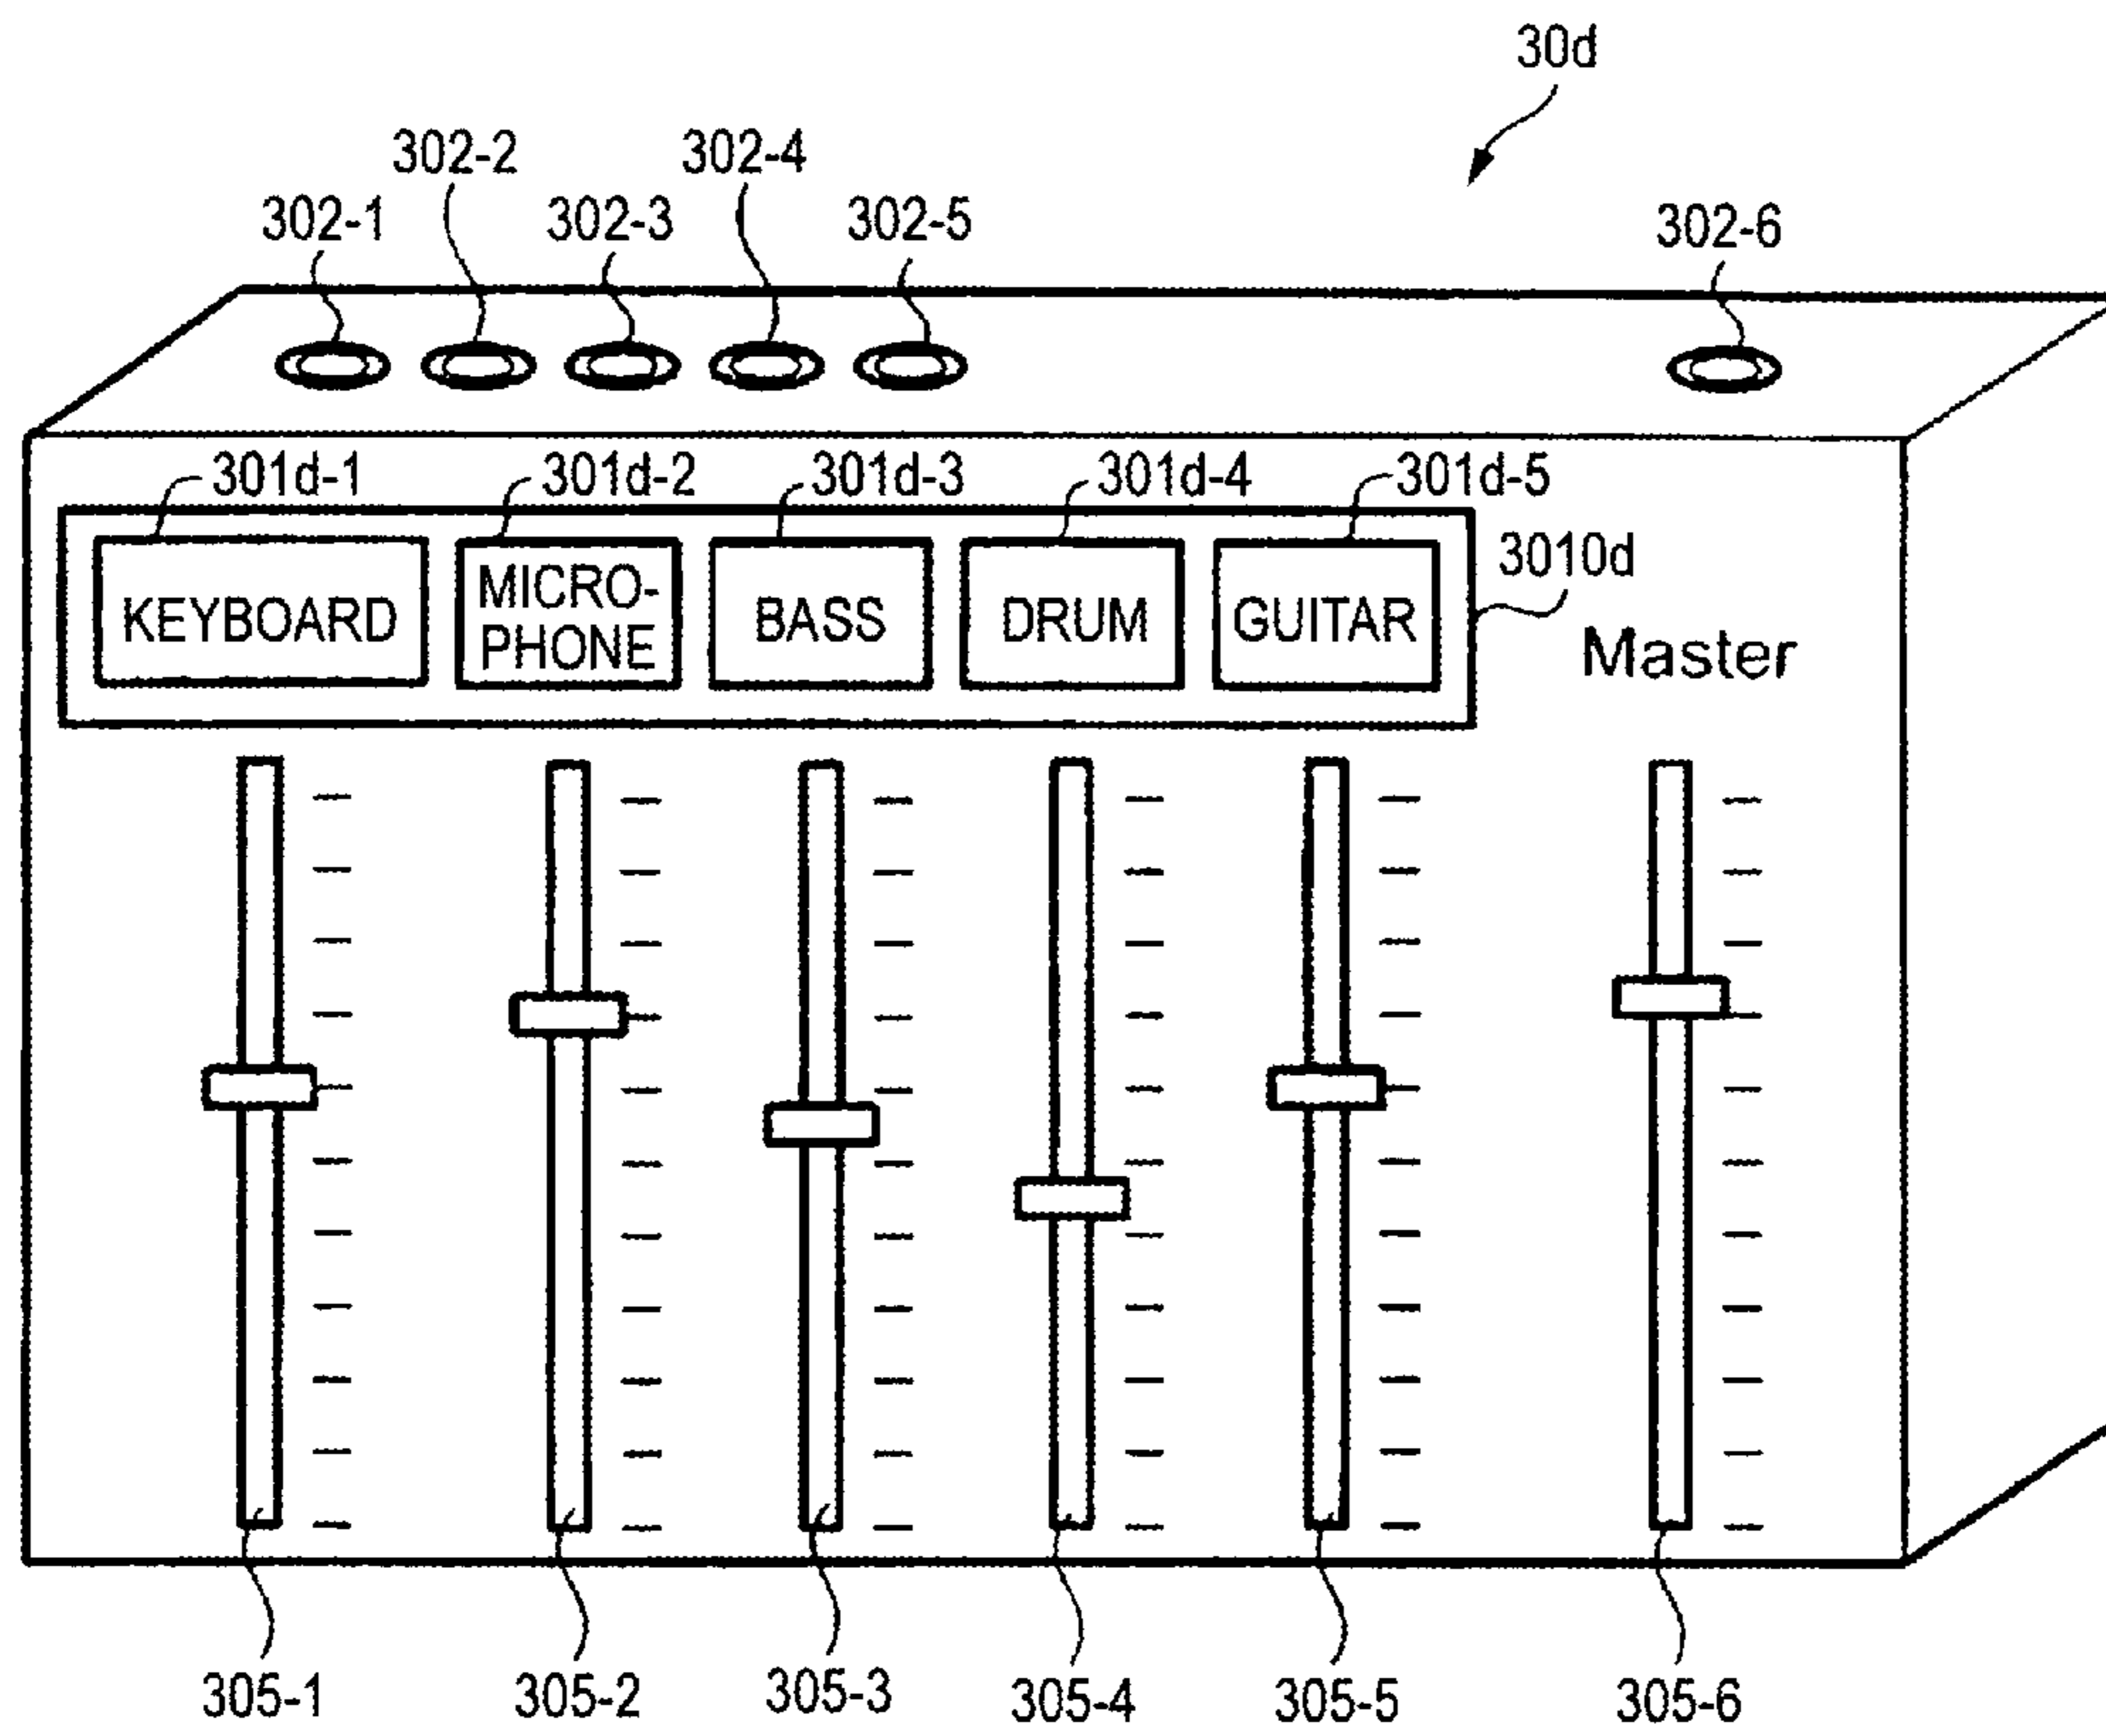 30d
302-2
302-4
302-1
302-3
302-5
302-6
301d-1
301d-2
301d-3
301d-4
301d-5
3010d
KEYBOARD
MICRO-
PHONE
BASS
DRUM
GUITAR
Master
305-1
305-2
305-3
305-4
305-5
305-6